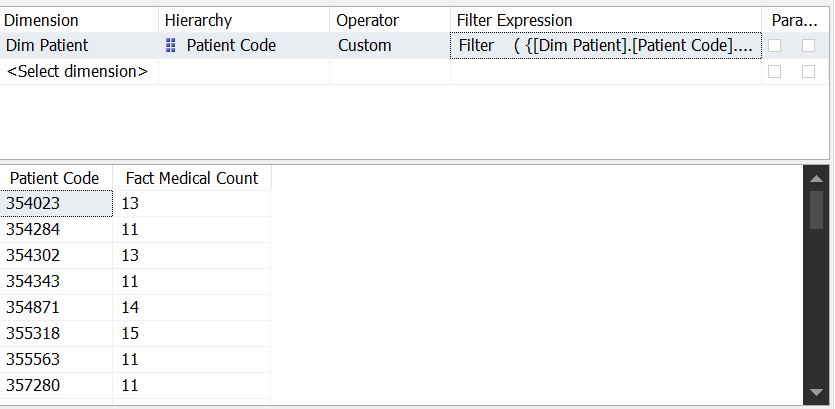 Dimension Hierarchy Operator Filter Expression Para...
Dim Patient Patient Code Custom Filter ( {[Dim Patient].[Patient Code]....
<Select dimension>
Patient Code Fact Medical Count
354023 13
354284 11
354302 13
354343 11
354871 14
355318 15
355563 11
357280 11